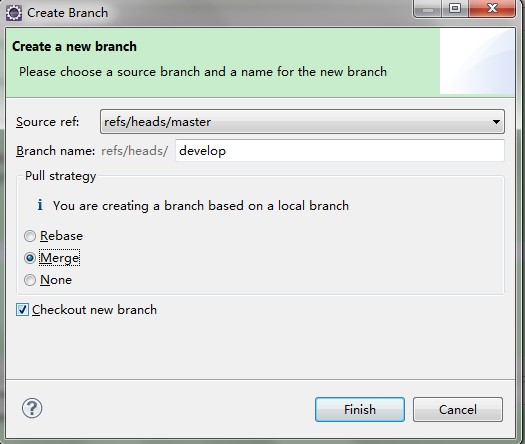 Create Branch
Create a new branch
Please choose a source branch and a name for the new branch
Source ref: refs/heads/master
Branch name: refs/heads/ develop
Pull strategy
i You are creating a branch based on a local branch
Rebase
Merge
None
Checkout new branch
? Finish Cancel